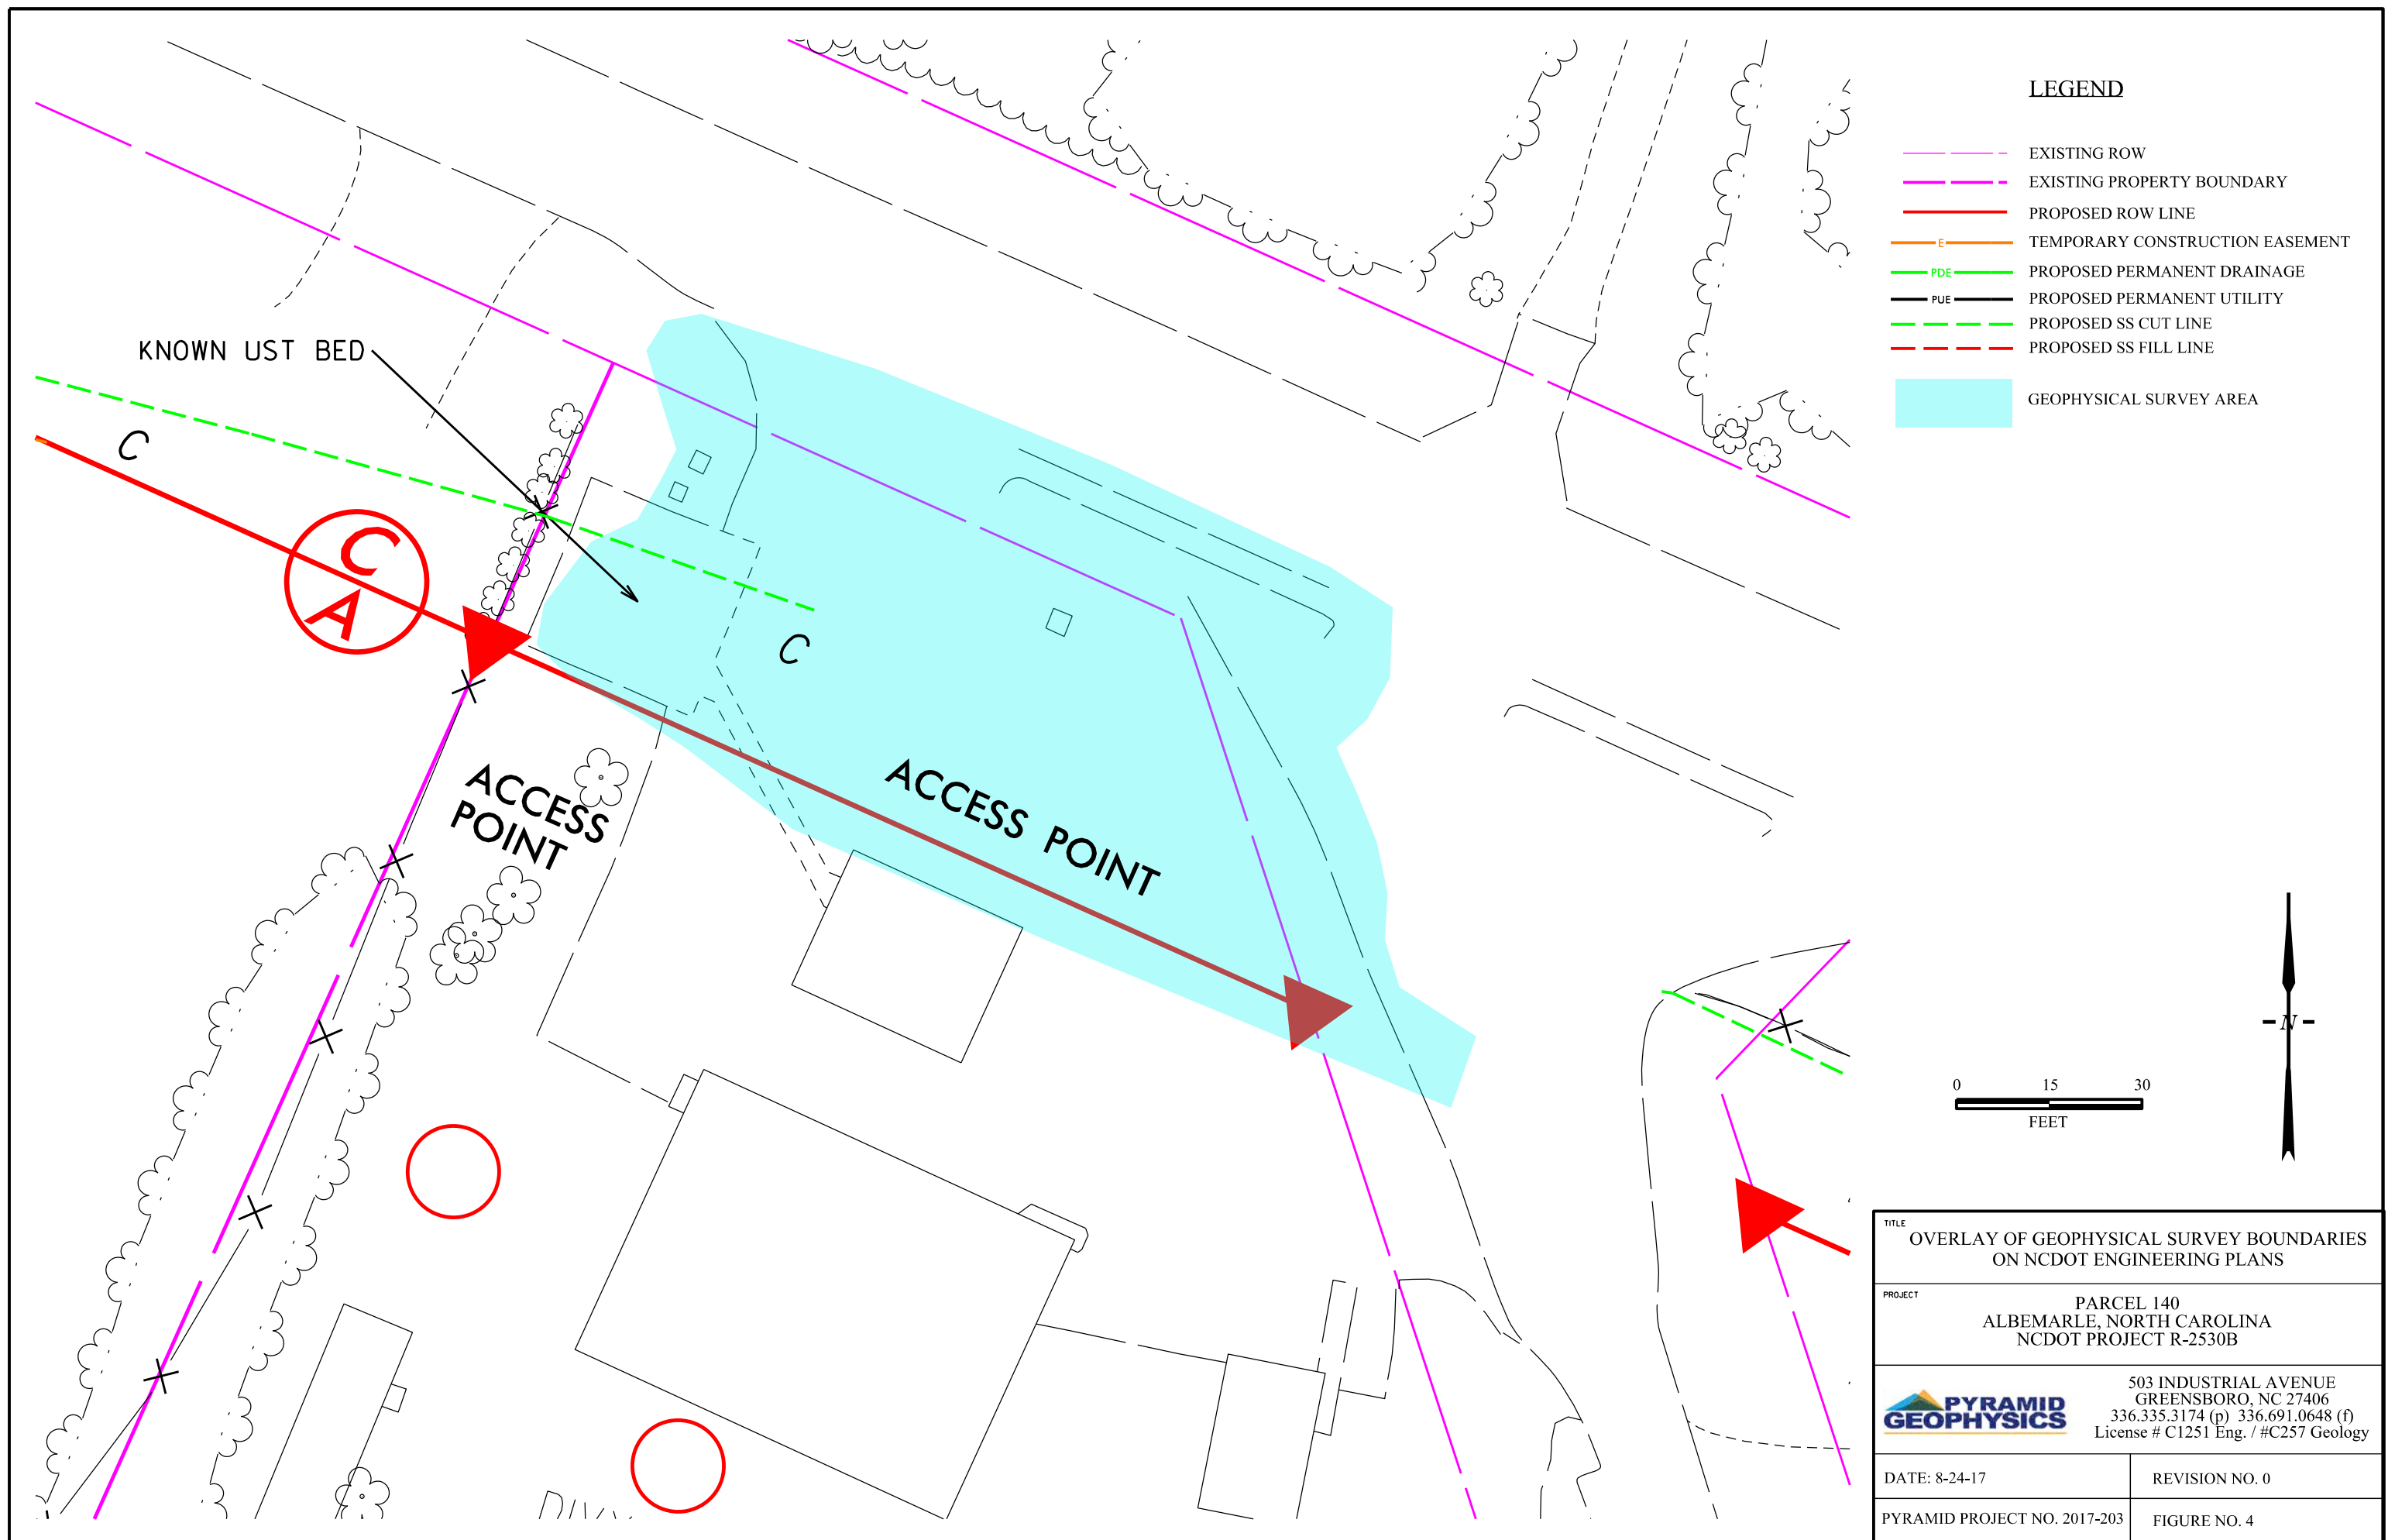 LEGEND
EXISTING ROW
EXISTING PROPERTY BOUNDARY
PROPOSED ROW LINE
E TEMPORARY CONSTRUCTION EASEMENT
PDE PROPOSED PERMANENT DRAINAGE
PUE PROPOSED PERMANENT UTILITY
PROPOSED SS CUT LINE
PROPOSED SS FILL LINE
GEOPHYSICAL SURVEY AREA
KNOWN UST BED
C
C
A
C
ACCESS
POINT
ACCESS POINT
N
0 15 30
FEET
TITLE
OVERLAY OF GEOPHYSICAL SURVEY BOUNDARIES
ON NCDOT ENGINEERING PLANS
PROJECT
PARCEL 140
ALBEMARLE, NORTH CAROLINA
NCDOT PROJECT R-2530B
PYRAMID
GEOPHYSICS
503 INDUSTRIAL AVENUE
GREENSBORO, NC 27406
336.335.3174 (p) 336.691.0648 (f)
License # C1251 Eng. / #C257 Geology
DATE: 8-24-17
REVISION NO. 0
PYRAMID PROJECT NO. 2017-203
FIGURE NO. 4